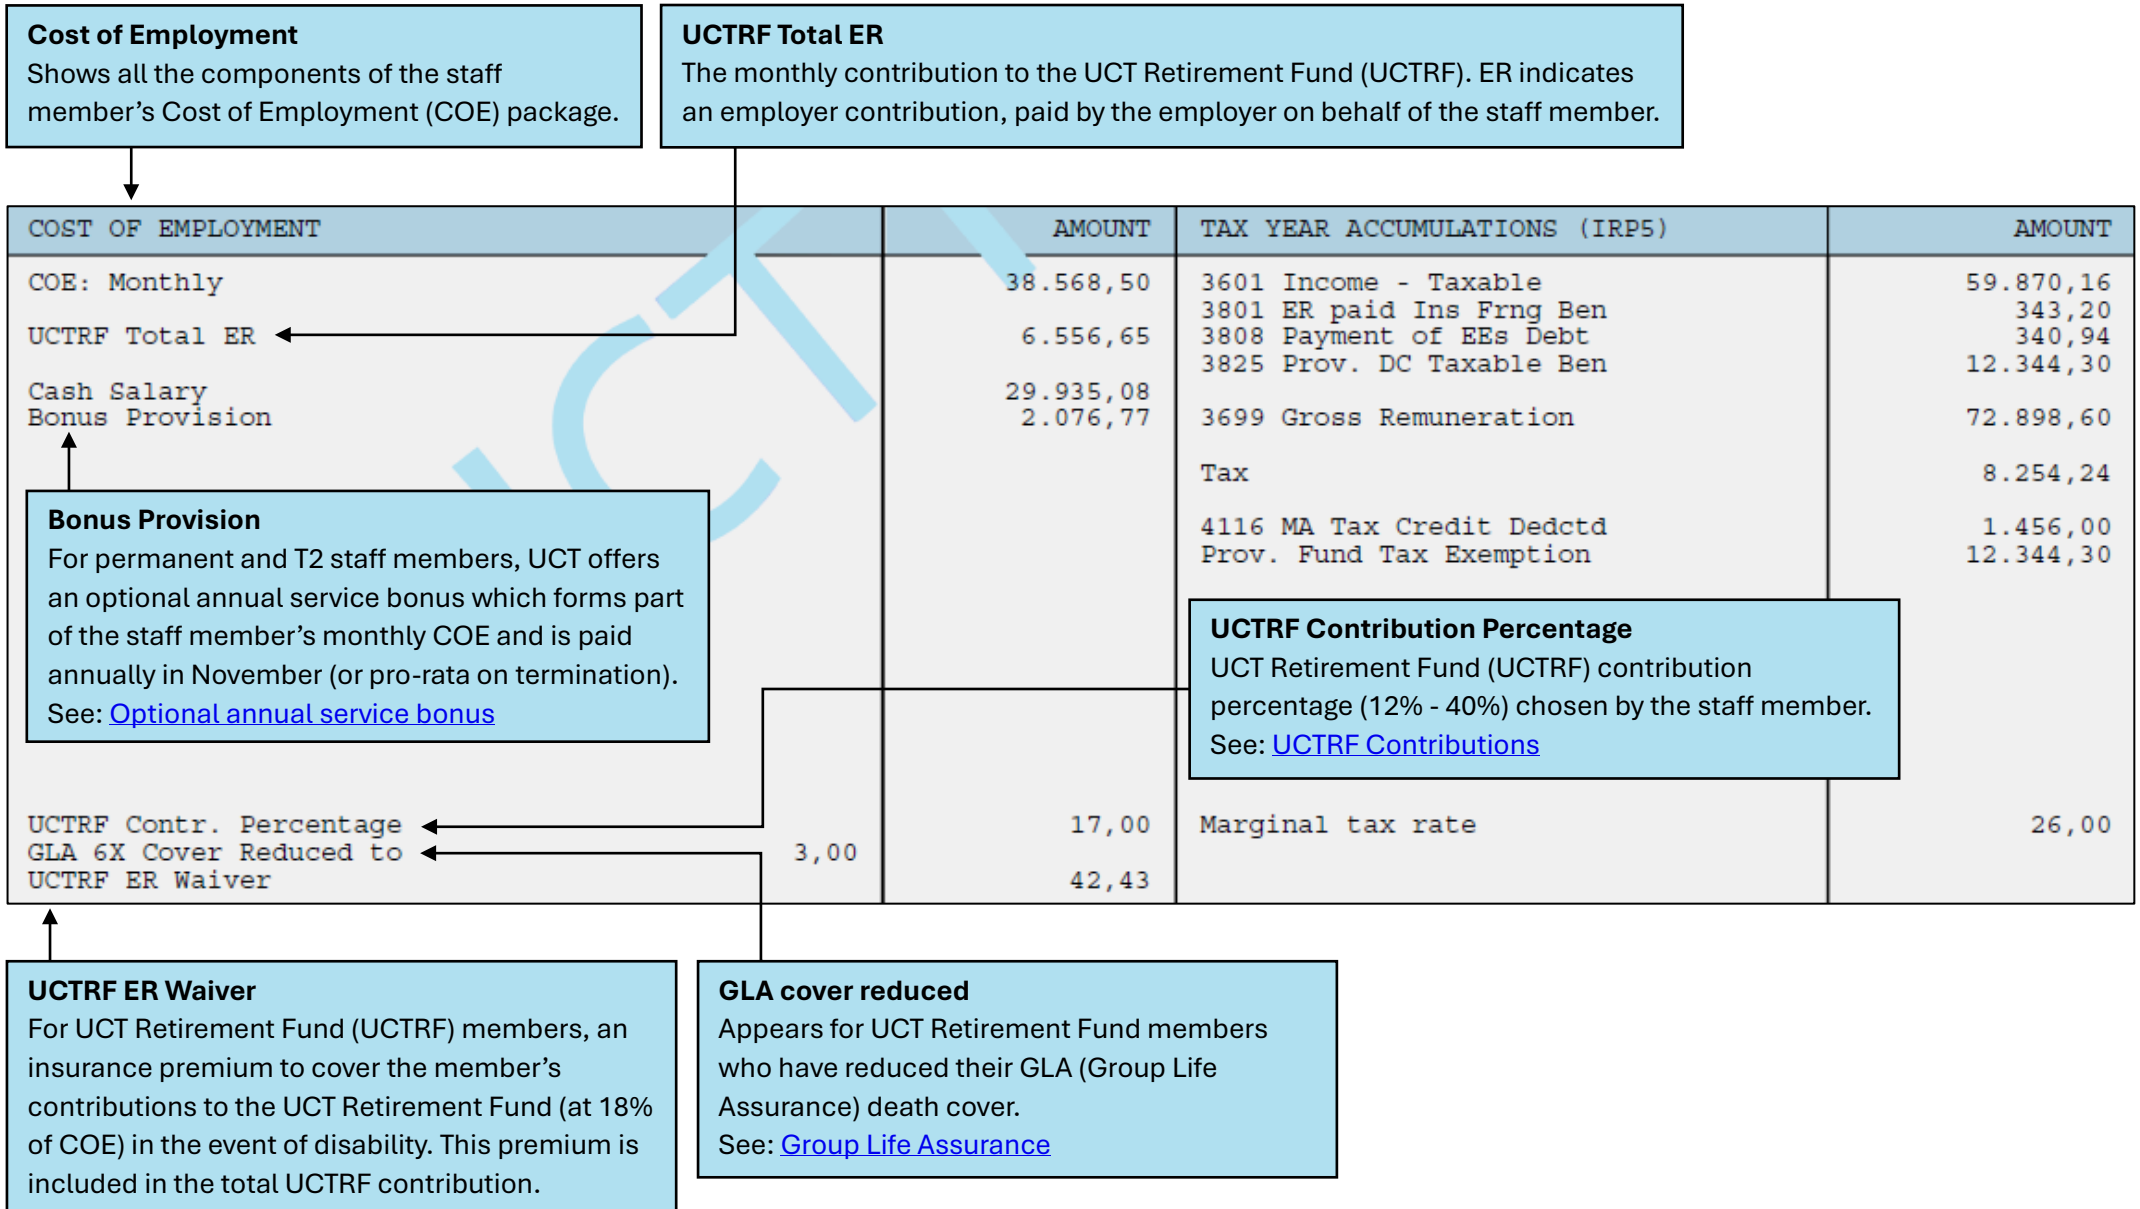 Cost of Employment
Shows all the components of the staff
member's Cost of Employment (COE) package.
UCTRF Total ER
The monthly contribution to the UCT Retirement Fund (UCTRF). ER indicates
an employer contribution, paid by the employer on behalf of the staff member.
COST OF EMPLOYMENT AMOUNT TAX YEAR ACCUMULATIONS (IRP5) AMOUNT
COE: Monthly 38.568,50 3601 Income - Taxable 59.870,16
3801 ER paid Ins Frng Ben 343,20
UCTRF Total ER 6.556,65 3808 Payment of EEs Debt 340,94
3825 Prov. DC Taxable Ben 12.344,30
Cash Salary 29.935,08
Bonus Provision 2.076,77 3699 Gross Remuneration 72.898,60
Tax 8.254,24
4116 MA Tax Credit Dedctd 1.456,00
Prov. Fund Tax Exemption 12.344,30
Bonus Provision
For permanent and T2 staff members, UCT offers
an optional annual service bonus which forms part
of the staff member's monthly COE and is paid
annually in November (or pro-rata on termination).
See: Optional annual service bonus
UCTRF Contribution Percentage
UCT Retirement Fund (UCTRF) contribution
percentage (12% - 40%) chosen by the staff member.
See: UCTRF Contributions
UCTRF Contr. Percentage 17,00 Marginal tax rate 26,00
GLA 6X Cover Reduced to 3,00
UCTRF ER Waiver 42,43
UCTRF ER Waiver
For UCT Retirement Fund (UCTRF) members, an
insurance premium to cover the member's
contributions to the UCT Retirement Fund (at 18%
of COE) in the event of disability. This premium is
included in the total UCTRF contribution.
GLA cover reduced
Appears for UCT Retirement Fund members
who have reduced their GLA (Group Life
Assurance) death cover.
See: Group Life Assurance